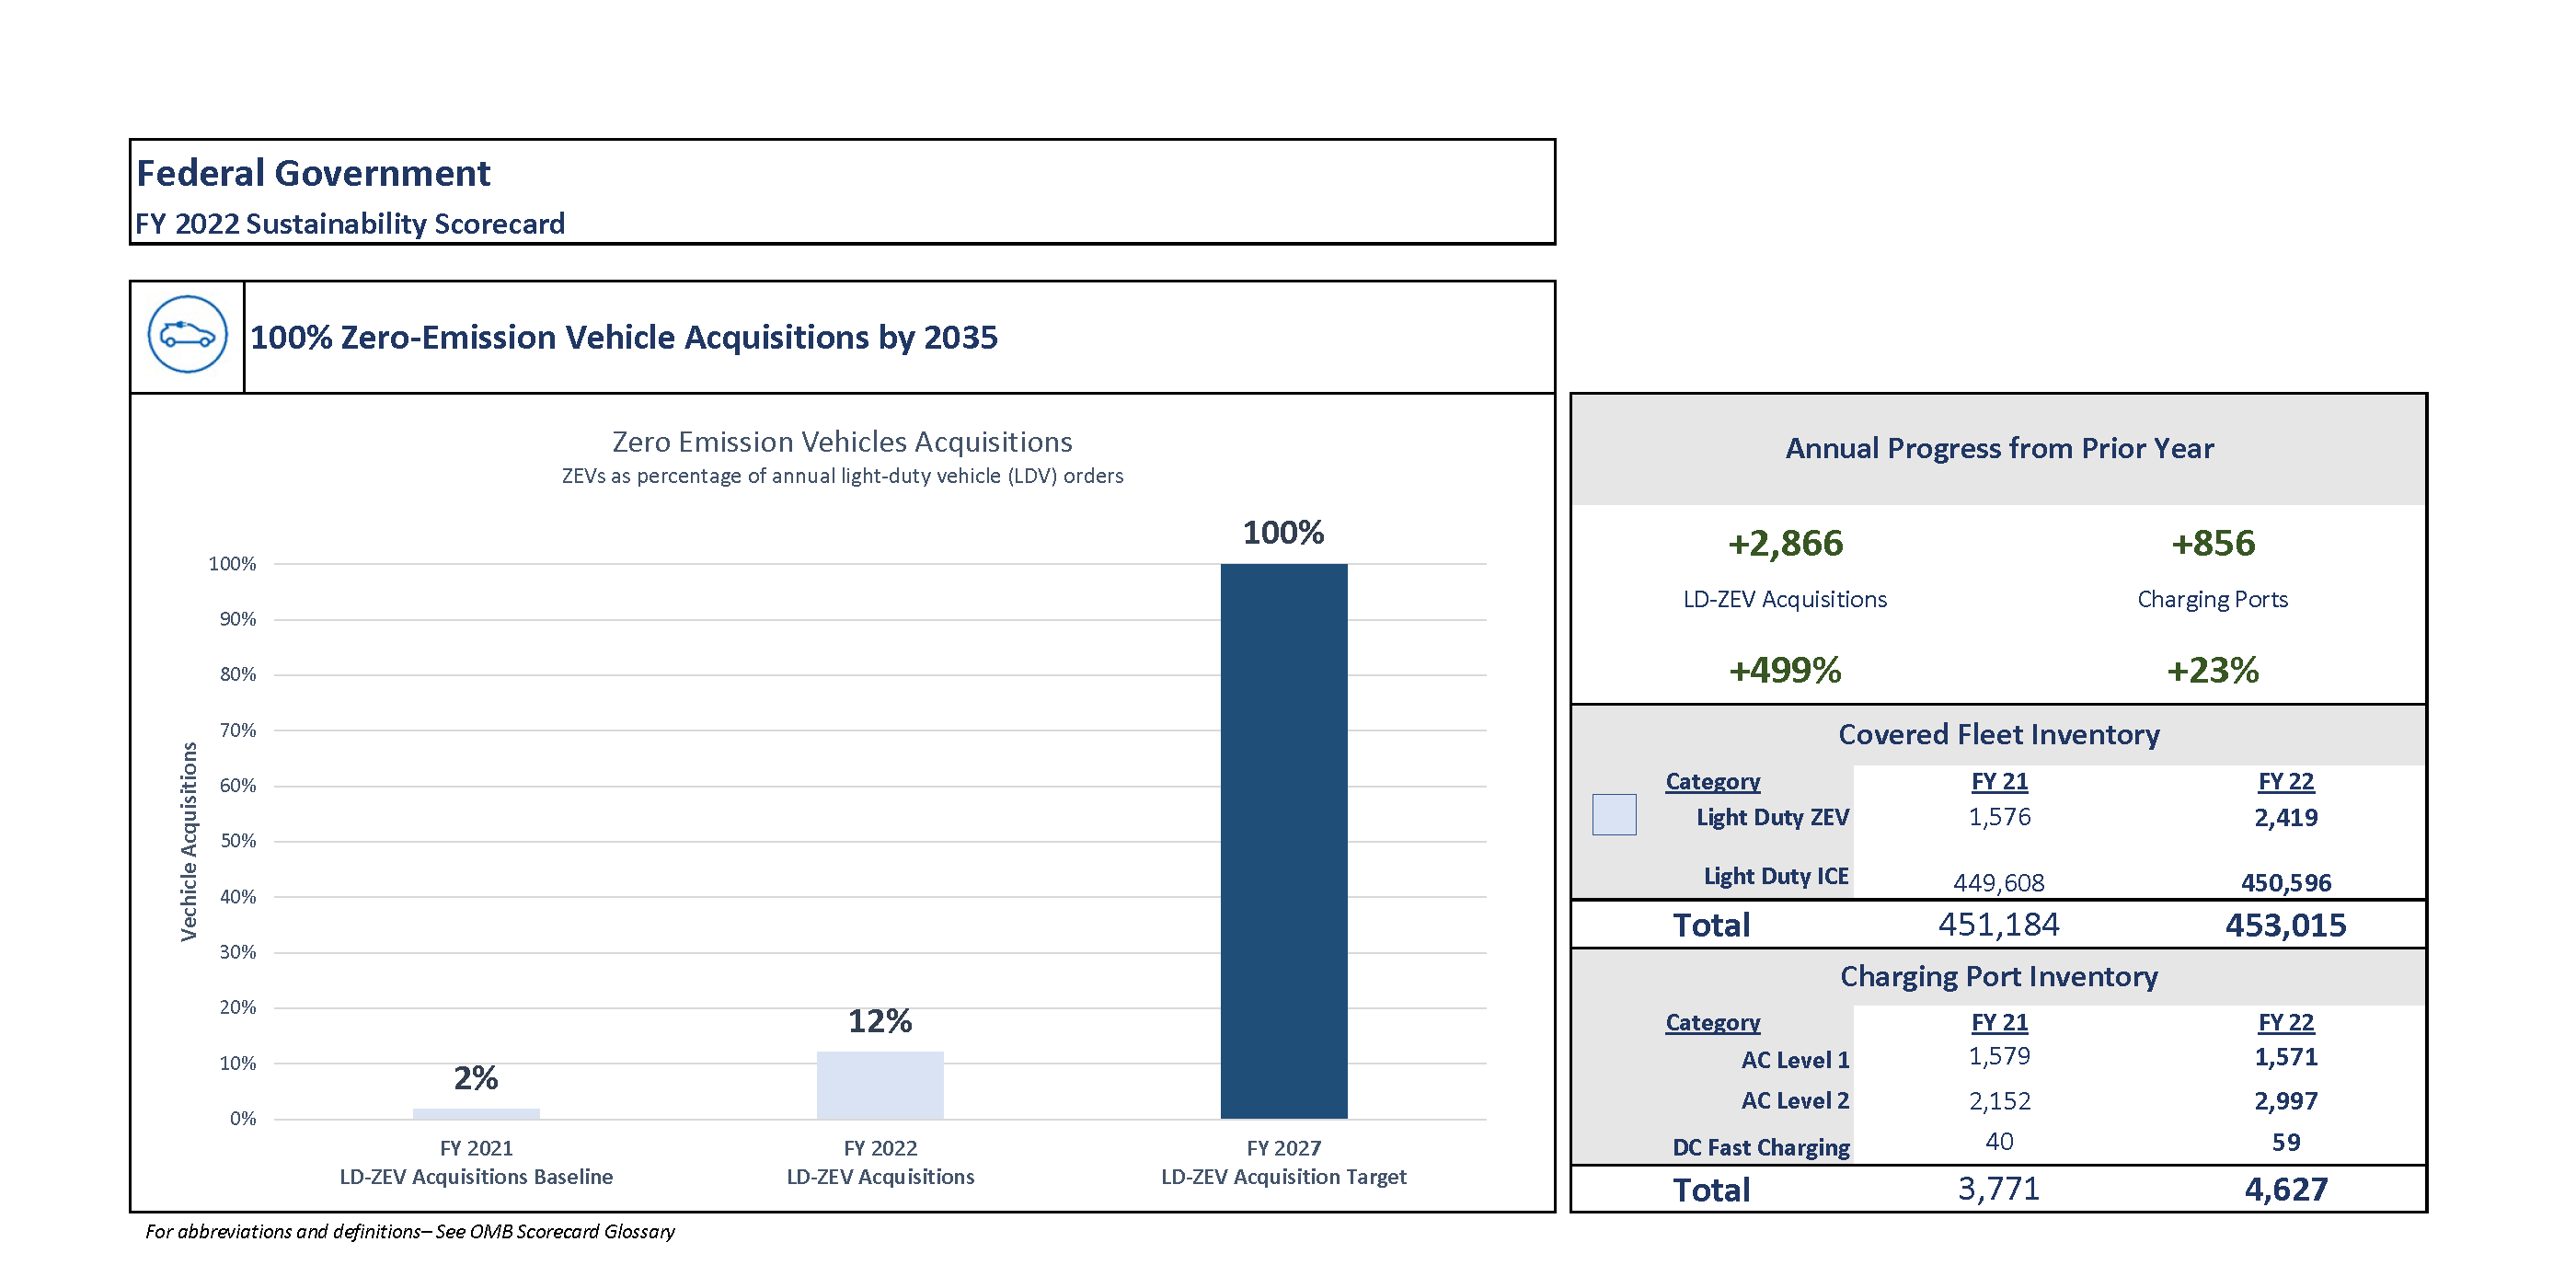 Federal Government
FY 2022 Sustainability Scorecard
100% Zero-Emission Vehicle Acquisitions by 2035
Zero Emission Vehicles Acquisitions
ZEVs as percentage of annual light-duty vehicle (LDV) orders
Vechicle Acquisitions
100%
90%
80%
70%
60%
50%
40%
30%
20%
10%
0%
2%
12%
100%
FY 2021
LD-ZEV Acquisitions Baseline
FY 2022
LD-ZEV Acquisitions
FY 2027
LD-ZEV Acquisition Target
For abbreviations and definitions– See OMB Scorecard Glossary
Annual Progress from Prior Year
+2,866 +856
LD-ZEV Acquisitions Charging Ports
+499% +23%
Covered Fleet Inventory
Category FY 21 FY 22
Light Duty ZEV 1,576 2,419
Light Duty ICE 449,608 450,596
Total 451,184 453,015
Charging Port Inventory
Category FY 21 FY 22
AC Level 1 1,579 1,571
AC Level 2 2,152 2,997
DC Fast Charging 40 59
Total 3,771 4,627